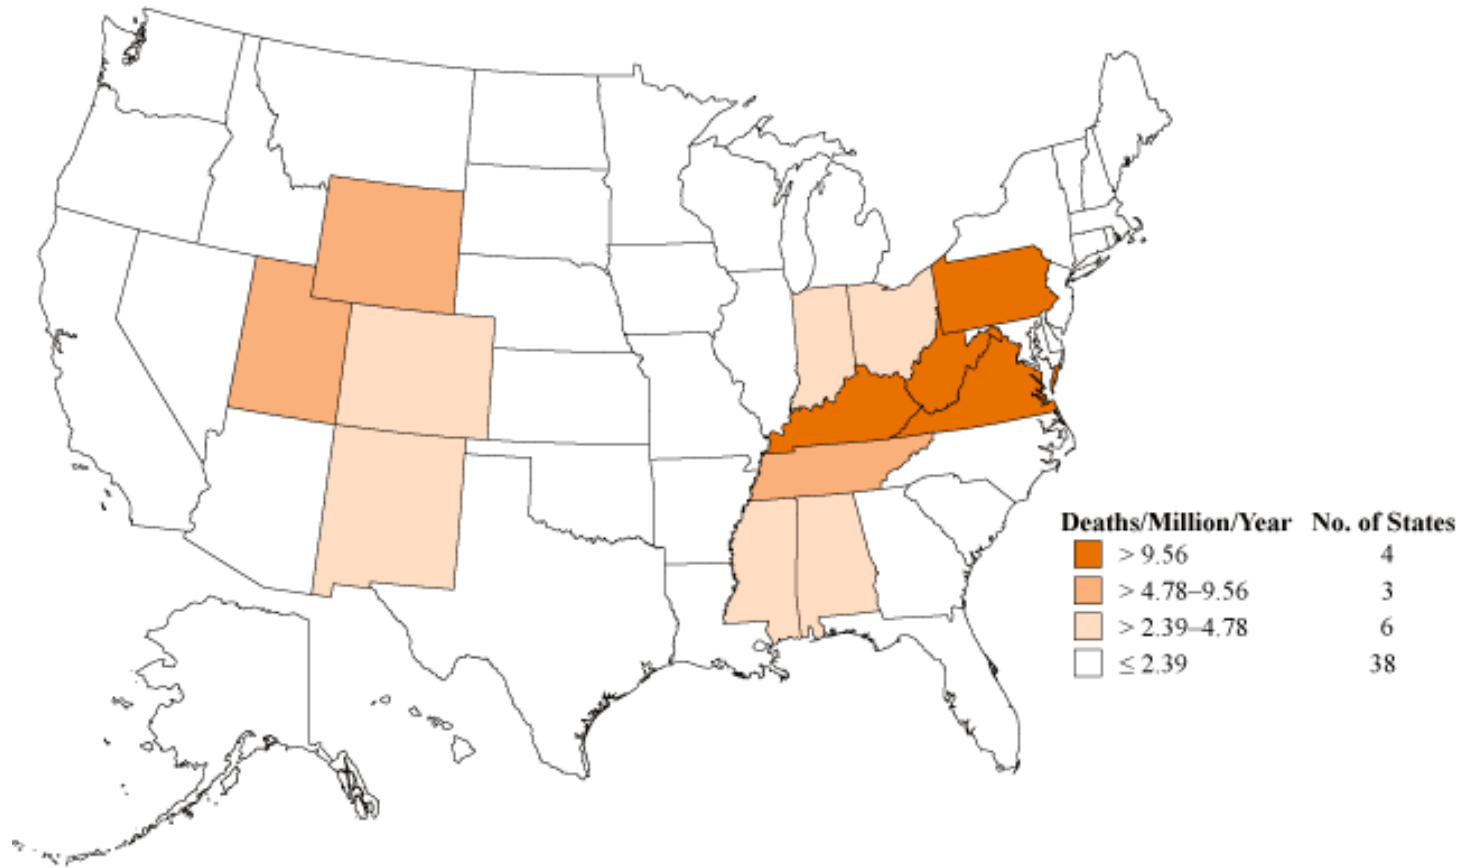 Deaths/Million/Year No. of States
> 9.56 4
> 4.78–9.56 3
> 2.39–4.78 6
≤ 2.39 38